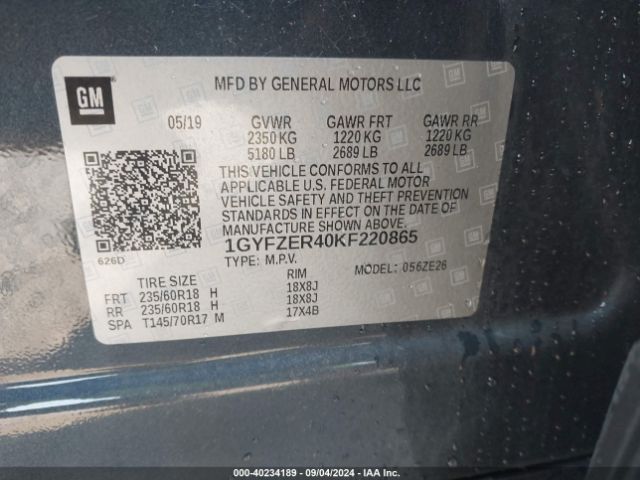 GM
MFD BY GENERAL MOTORS LLC
05/19 GVWR GAWR FRT GAWR RR
2350 KG 1220 KG 1220 KG
5180 LB 2689 LB 2689 LB
THIS VEHICLE CONFORMS TO ALL
APPLICABLE U.S. FEDERAL MOTOR
VEHICLE SAFETY AND THEFT PREVENTION
STANDARDS IN EFFECT ON THE DATE OF
MANUFACTURE SHOWN ABOVE.
1GYFZER40KF220865
626D TYPE: M.P.V. MODEL: 056ZE26
TIRE SIZE RIM
FRT 235/60R18 H 18X8J
RR 235/60R18 H 18X8J
SPA T145/70R17 M 17X4B
000-40234189 - 09/04/2024 - IAA Inc.